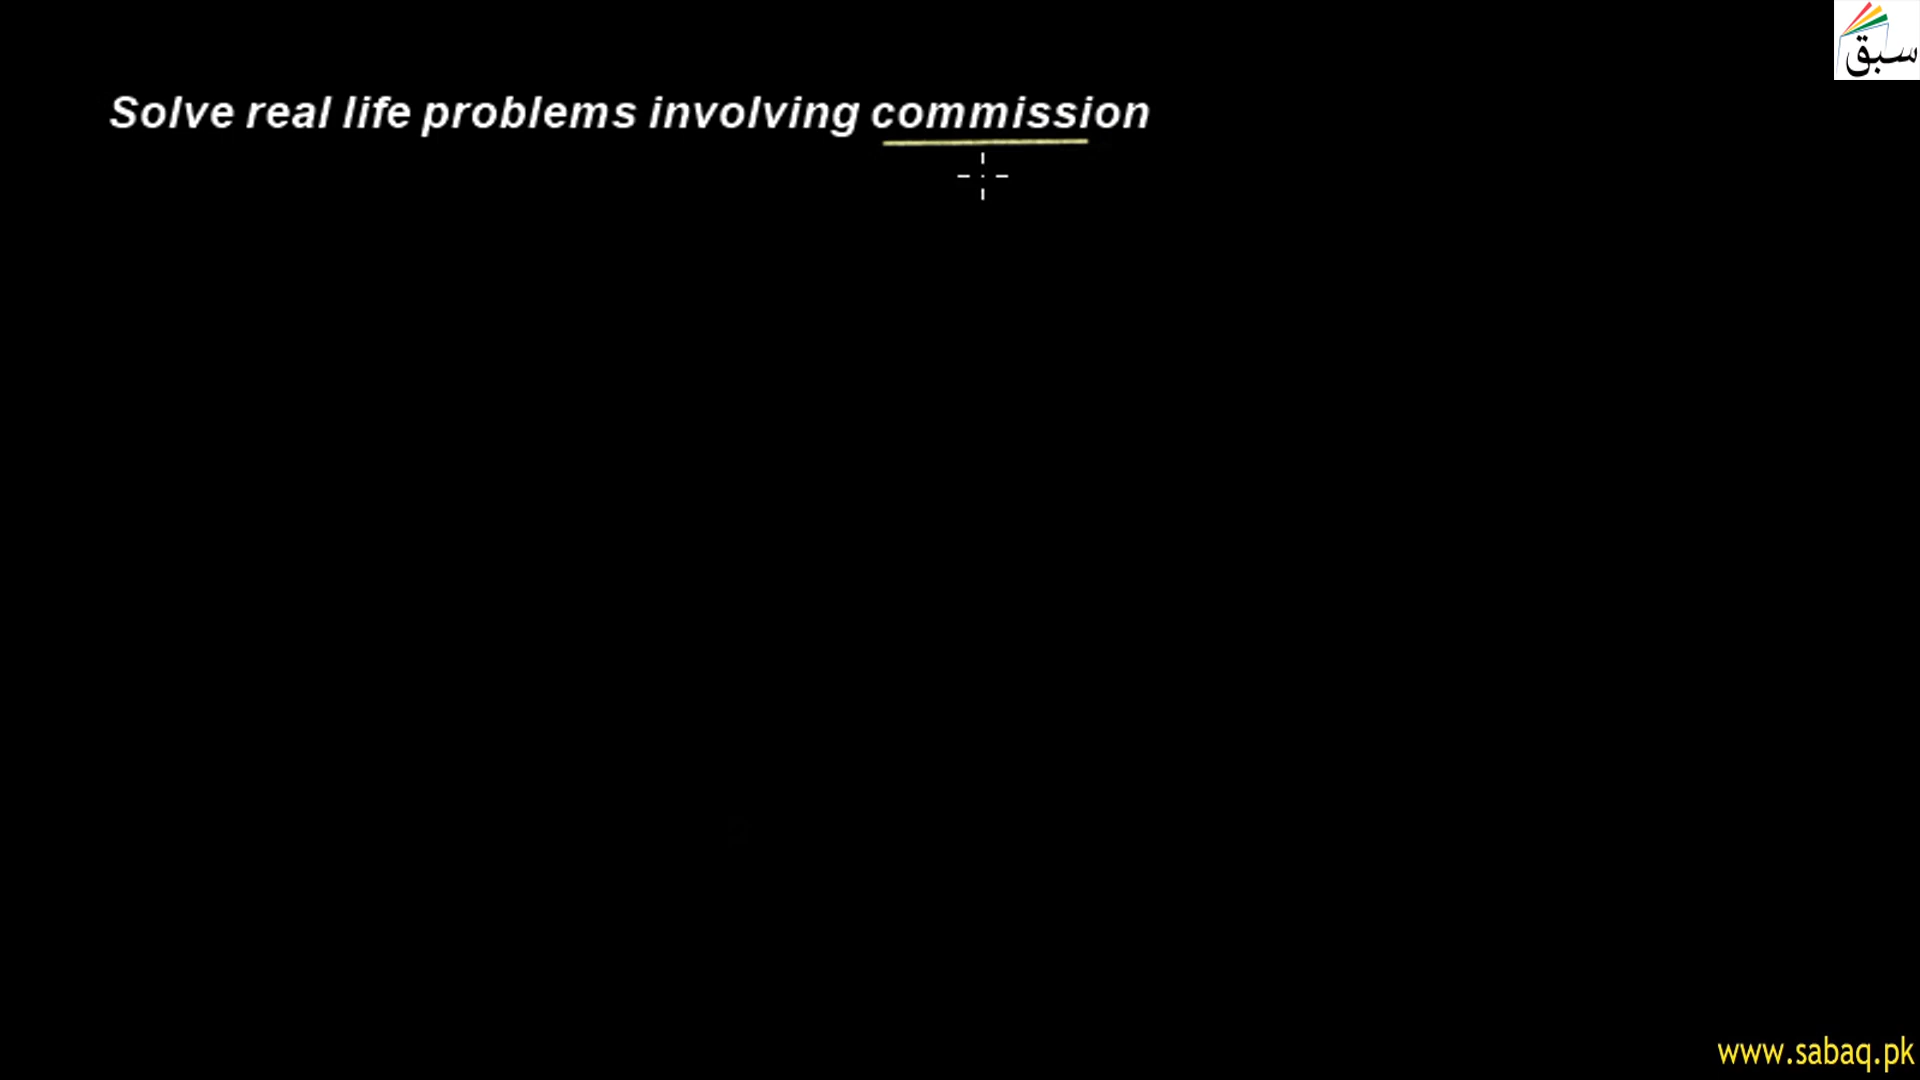 سبق
Solve real life problems involving commission
www.sabaq.pk